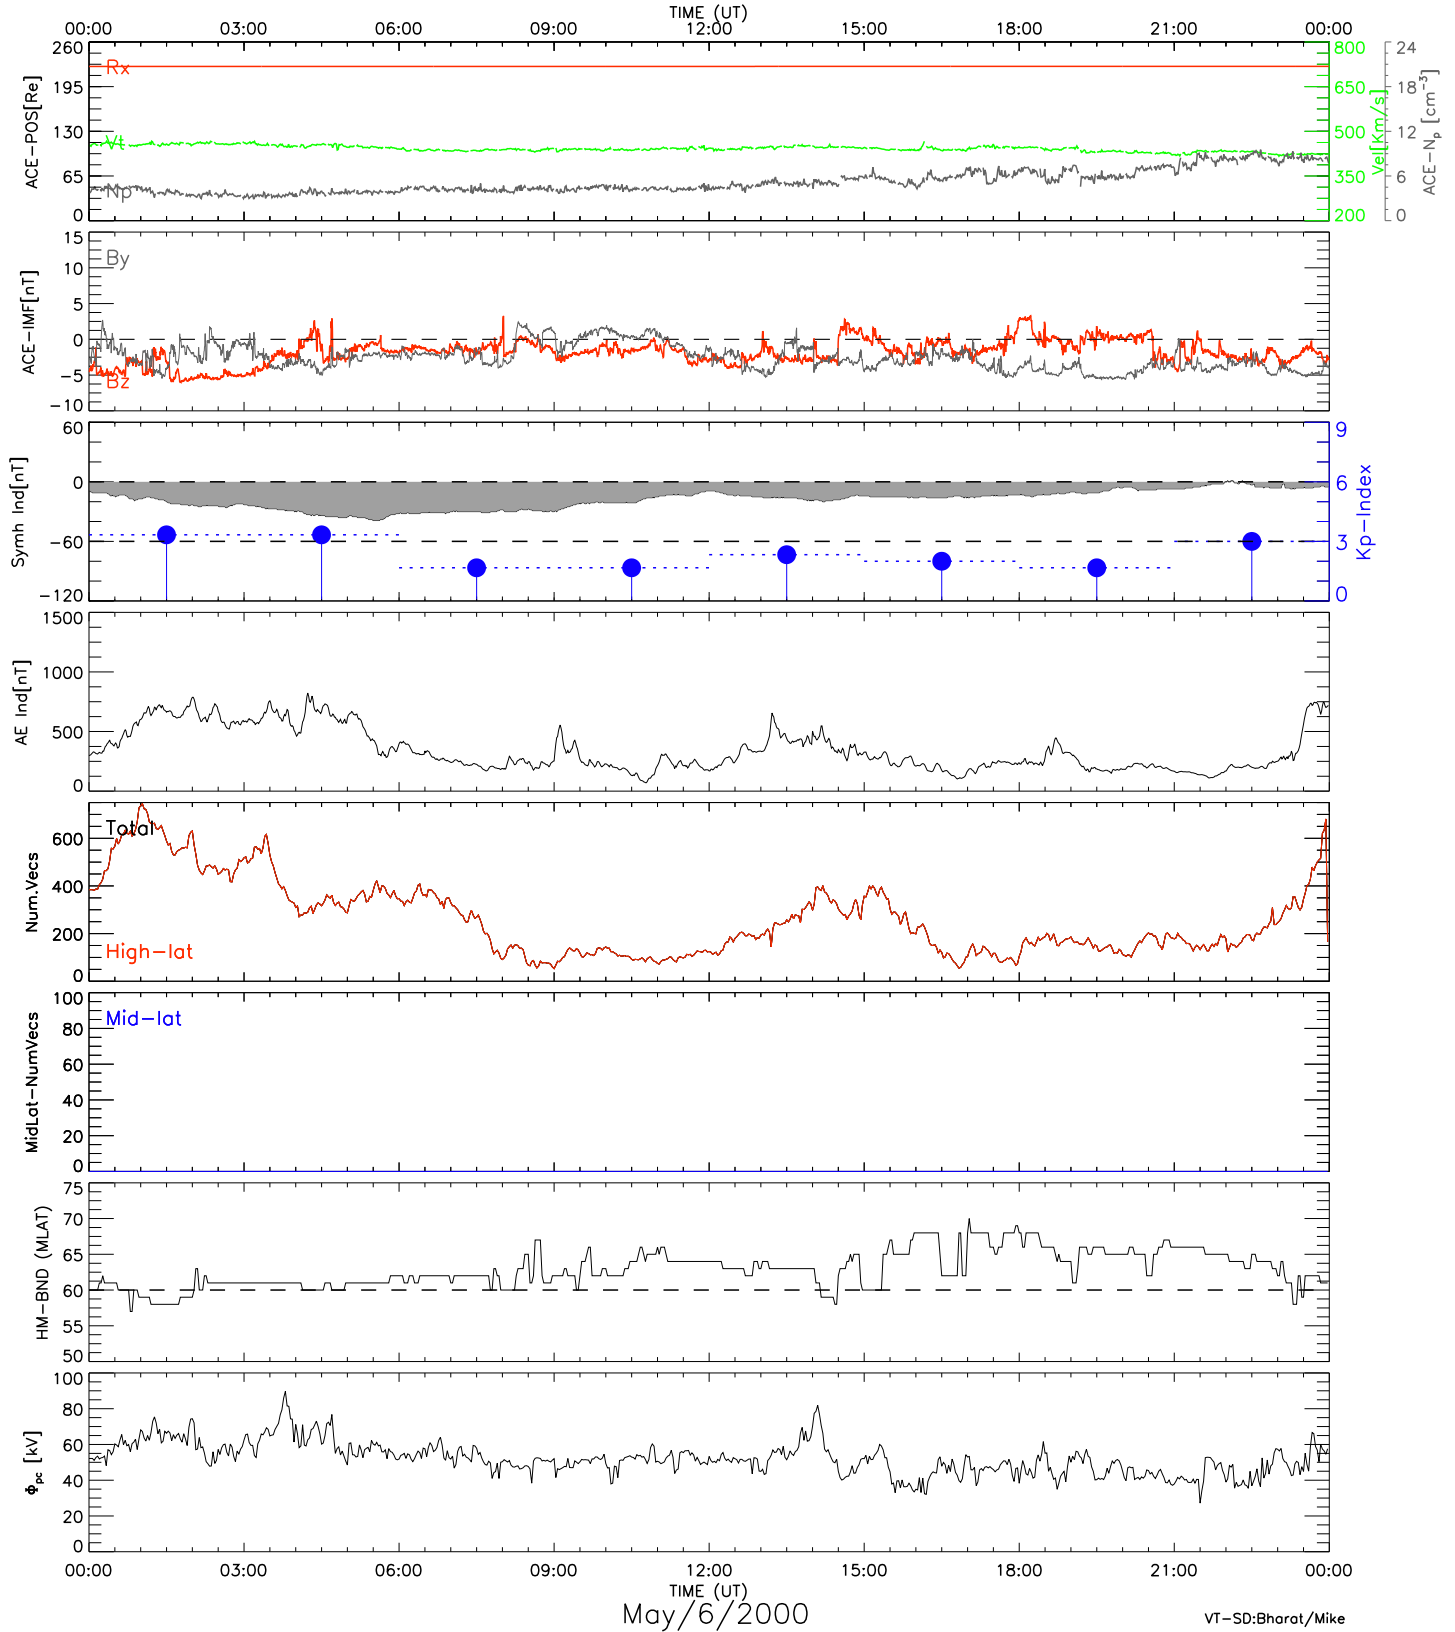 TIME (UT)
00:00 03:00 06:00 09:00 12:00 15:00 18:00 21:00 00:00
ACE-POS[Re]
260
195
130
65
0
Rx
Vt
Np
800
650
500
350
200
Vel[Km/s]
24
18
12
6
0
ACE-Np [cm-3]
ACE-IMF[nT]
15
10
5
0
-5
-10
By
Bz
Symh Ind[nT]
60
0
-60
-120
9
6
3
0
Kp-Index
AE Ind[nT]
1500
1000
500
0
Num.Vecs
600
400
200
0
Total
High-lat
MidLat-NumVecs
100
80
60
40
20
0
Mid-lat
HM-BND (MLAT)
75
70
65
60
55
50
Φpc [kV]
100
80
60
40
20
0
00:00 03:00 06:00 09:00 12:00 15:00 18:00 21:00 00:00
TIME (UT)
May/6/2000
VT-SD:Bharat/Mike